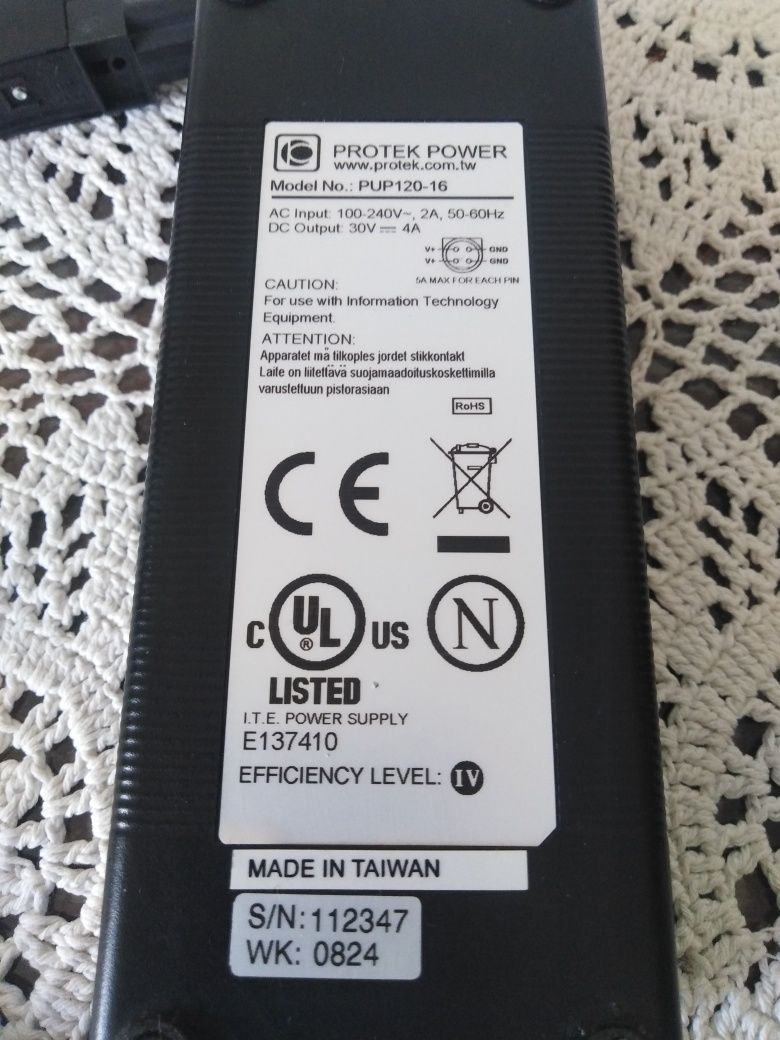 PROTEK POWER
www.protek.com.tw
Model No.: PUP120-16
AC Input: 100-240V~, 2A, 50-60Hz
DC Output: 30V⎓ 4A
V+ GND
V+ GND
5A MAX FOR EACH PIN
CAUTION:
For use with Information Technology
Equipment.
ATTENTION:
Apparatet må tilkoples jordet stikkontakt
Laite on liitettävä suojamaadoituskoskettimilla
varustettuun pistorasiaan
RoHS
CE
C UL® US N
LISTED
I.T.E. POWER SUPPLY
E137410
EFFICIENCY LEVEL: IV
MADE IN TAIWAN
S/N:112347
WK: 0824